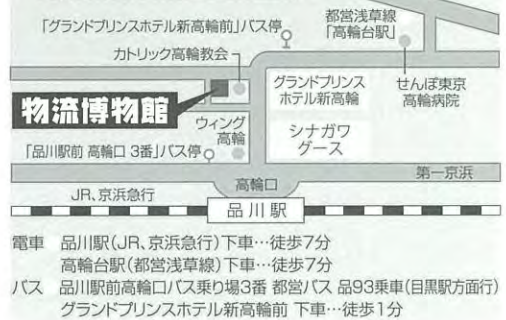 都営浅草線
「高輪台駅」
「グランドプリンスホテル新高輪前」バス停
カトリック高輪教会
グランドプリンス
ホテル新高輪
せんぽ東京
高輪病院
物流博物館
ウィング
高輪
シナガワ
グース
「品川駅前 高輪口 3番」バス停
第一京浜
高輪口
JR、京浜急行
品川駅
電車 品川駅(JR、京浜急行)下車…徒歩7分
高輪台駅(都営浅草線)下車…徒歩7分
バス 品川駅前高輪口バス乗り場3番 都営バス 品93乗車(目黒駅方面行)
グランドプリンスホテル新高輪前 下車…徒歩1分